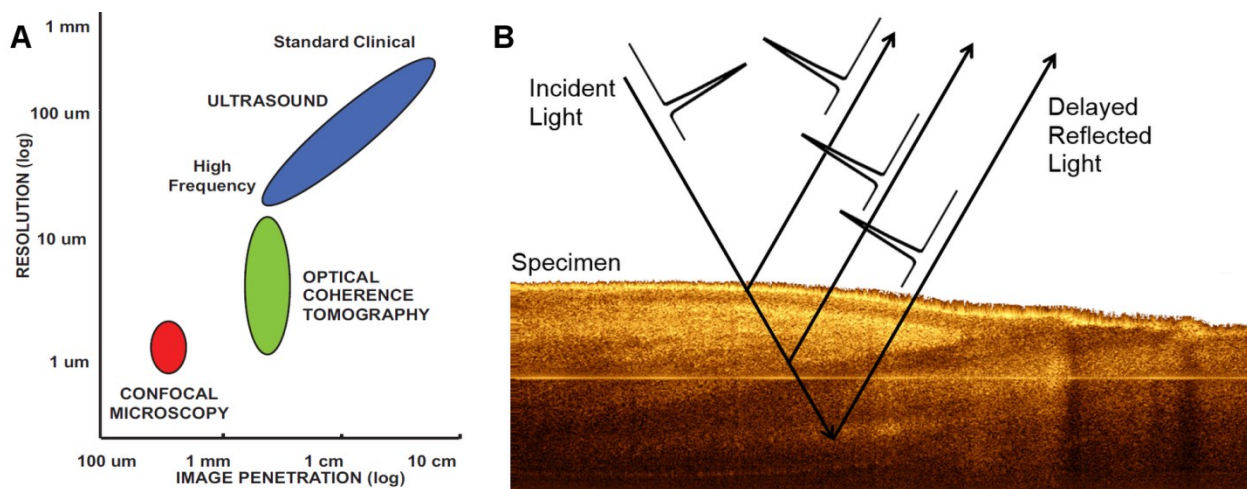 A
1 mm
100 um
10 um
1 um
RESOLUTION (log)
Standard Clinical
ULTRASOUND
High
Frequency
OPTICAL
COHERENCE
TOMOGRAPHY
CONFOCAL
MICROSCOPY
100 um
1 mm
1 cm
10 cm
IMAGE PENETRATION (log)
B
Incident
Light
Delayed
Reflected
Light
Specimen